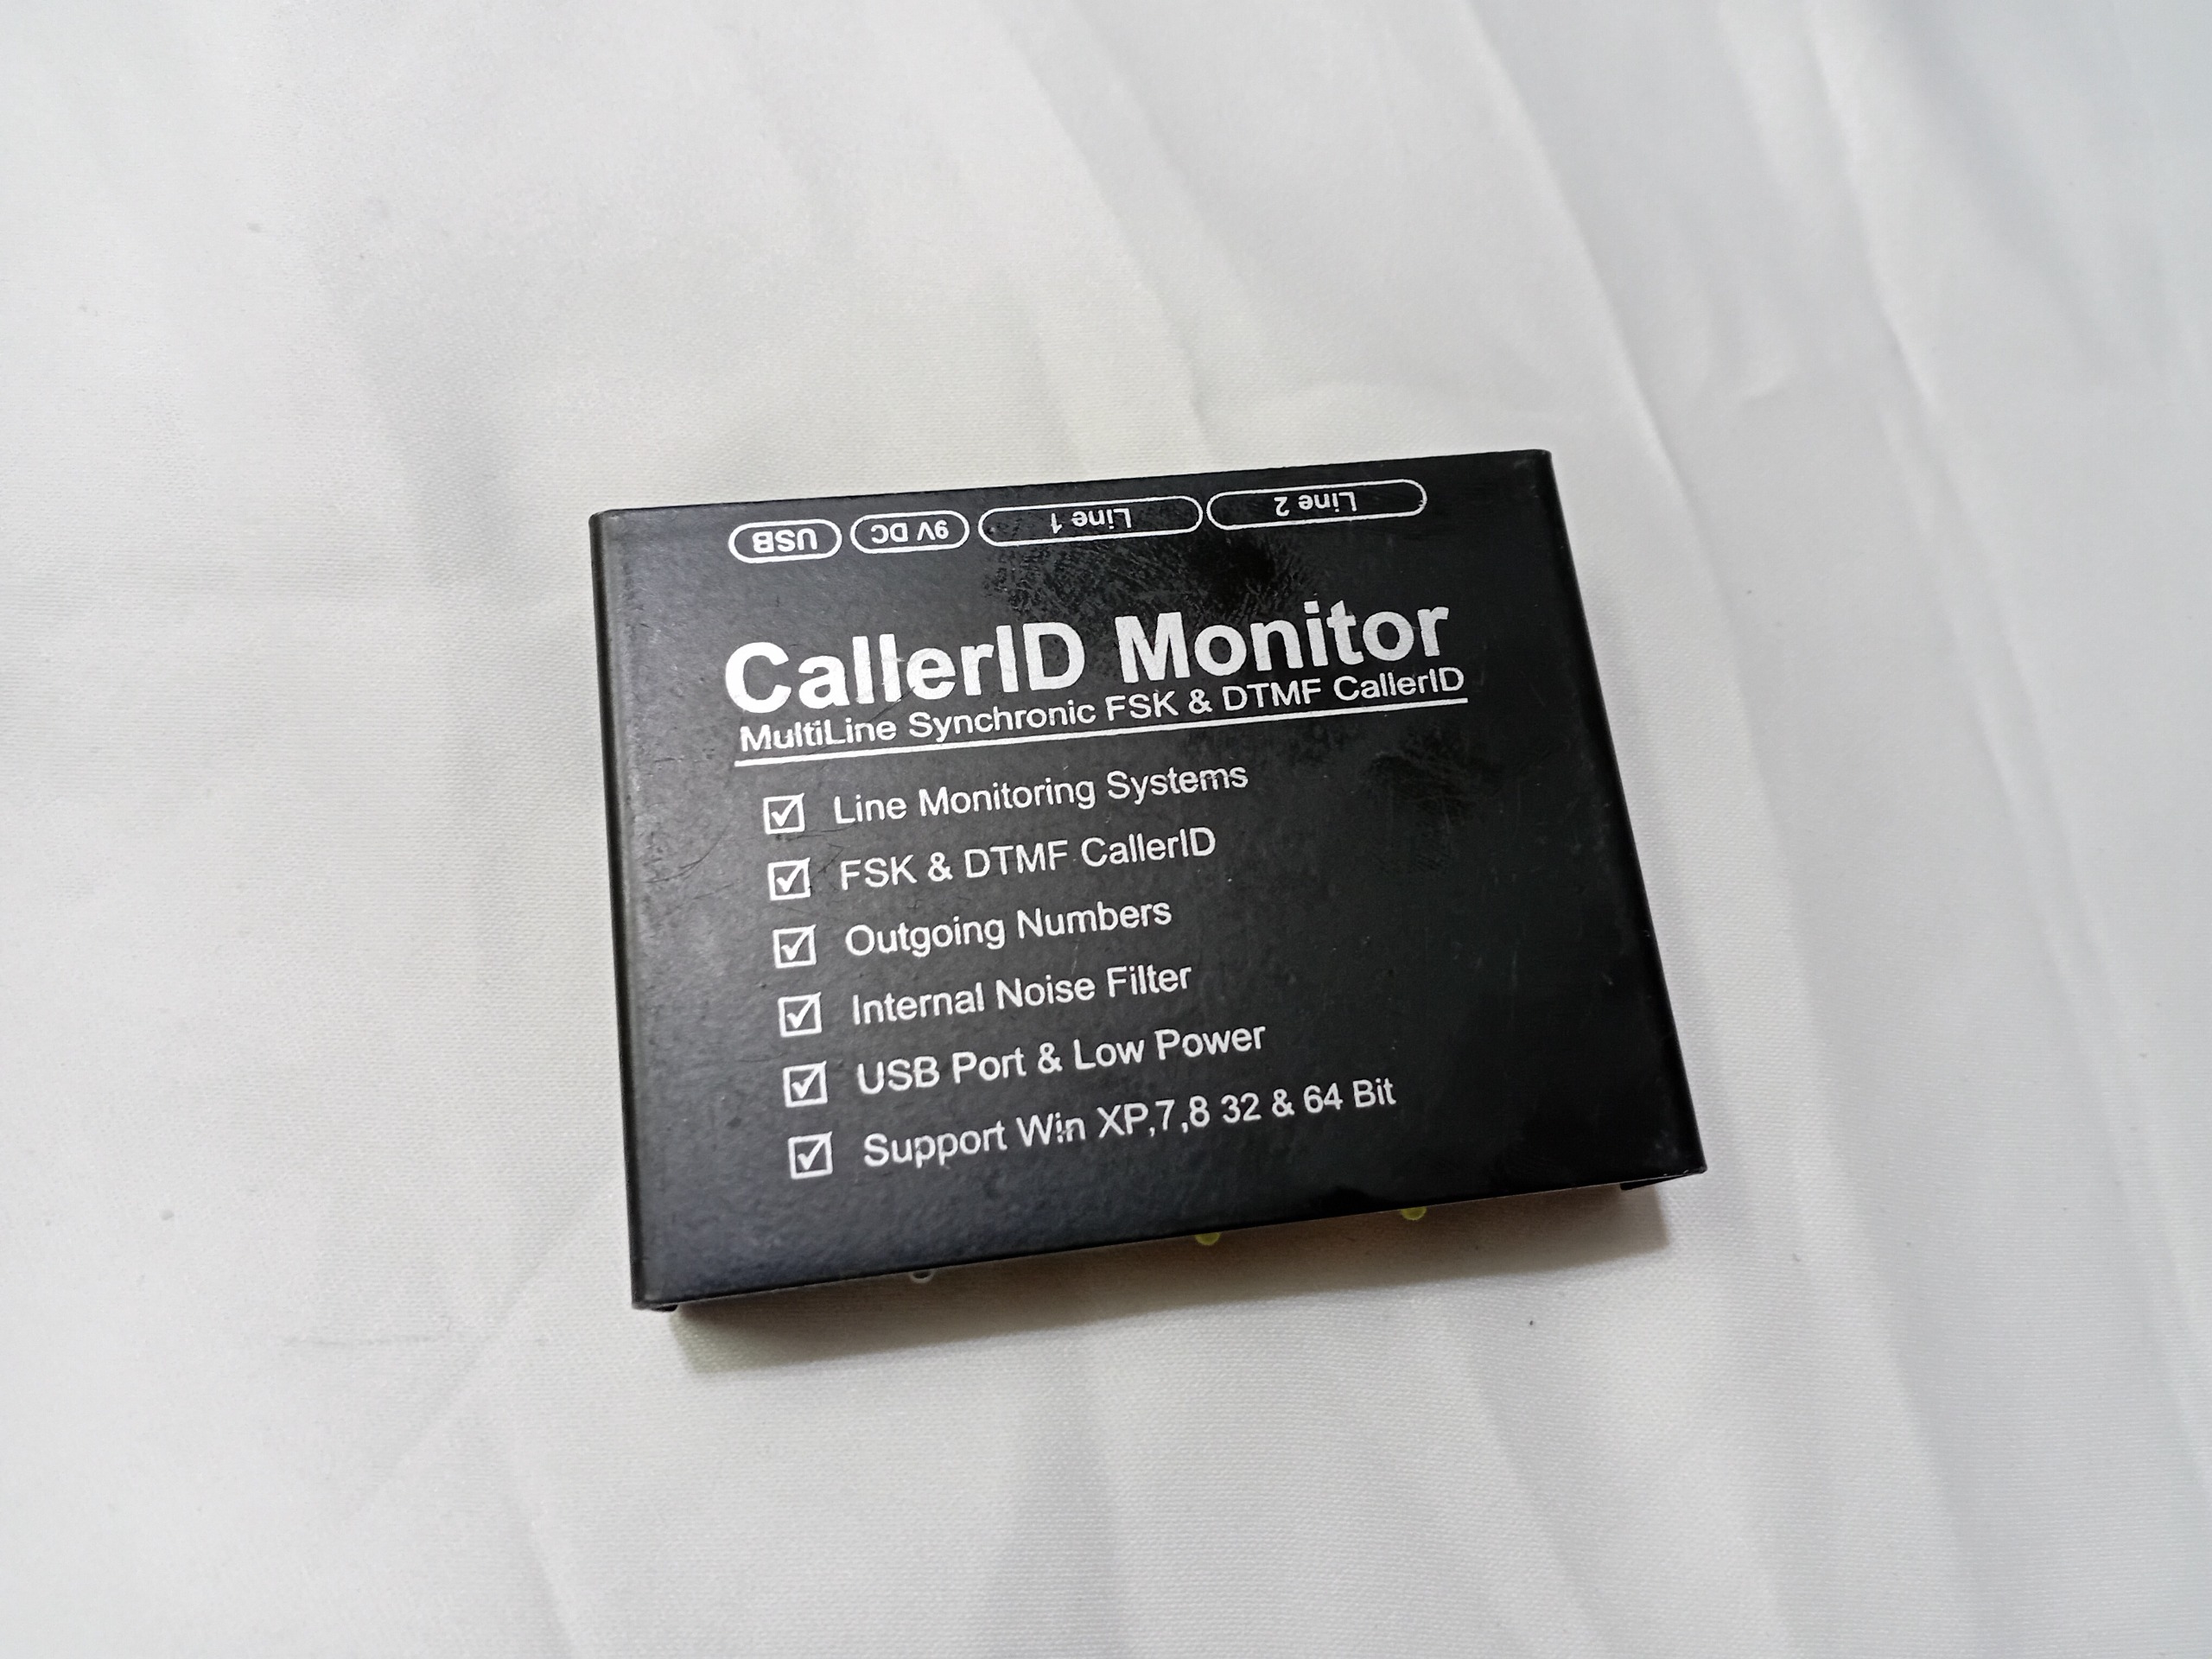 USB 9V DC Line 1 Line 2
CallerID Monitor
MultiLine Synchronic FSK & DTMF CallerID
Line Monitoring Systems
FSK & DTMF CallerID
Outgoing Numbers
Internal Noise Filter
USB Port & Low Power
Support Win XP,7,8 32 & 64 Bit